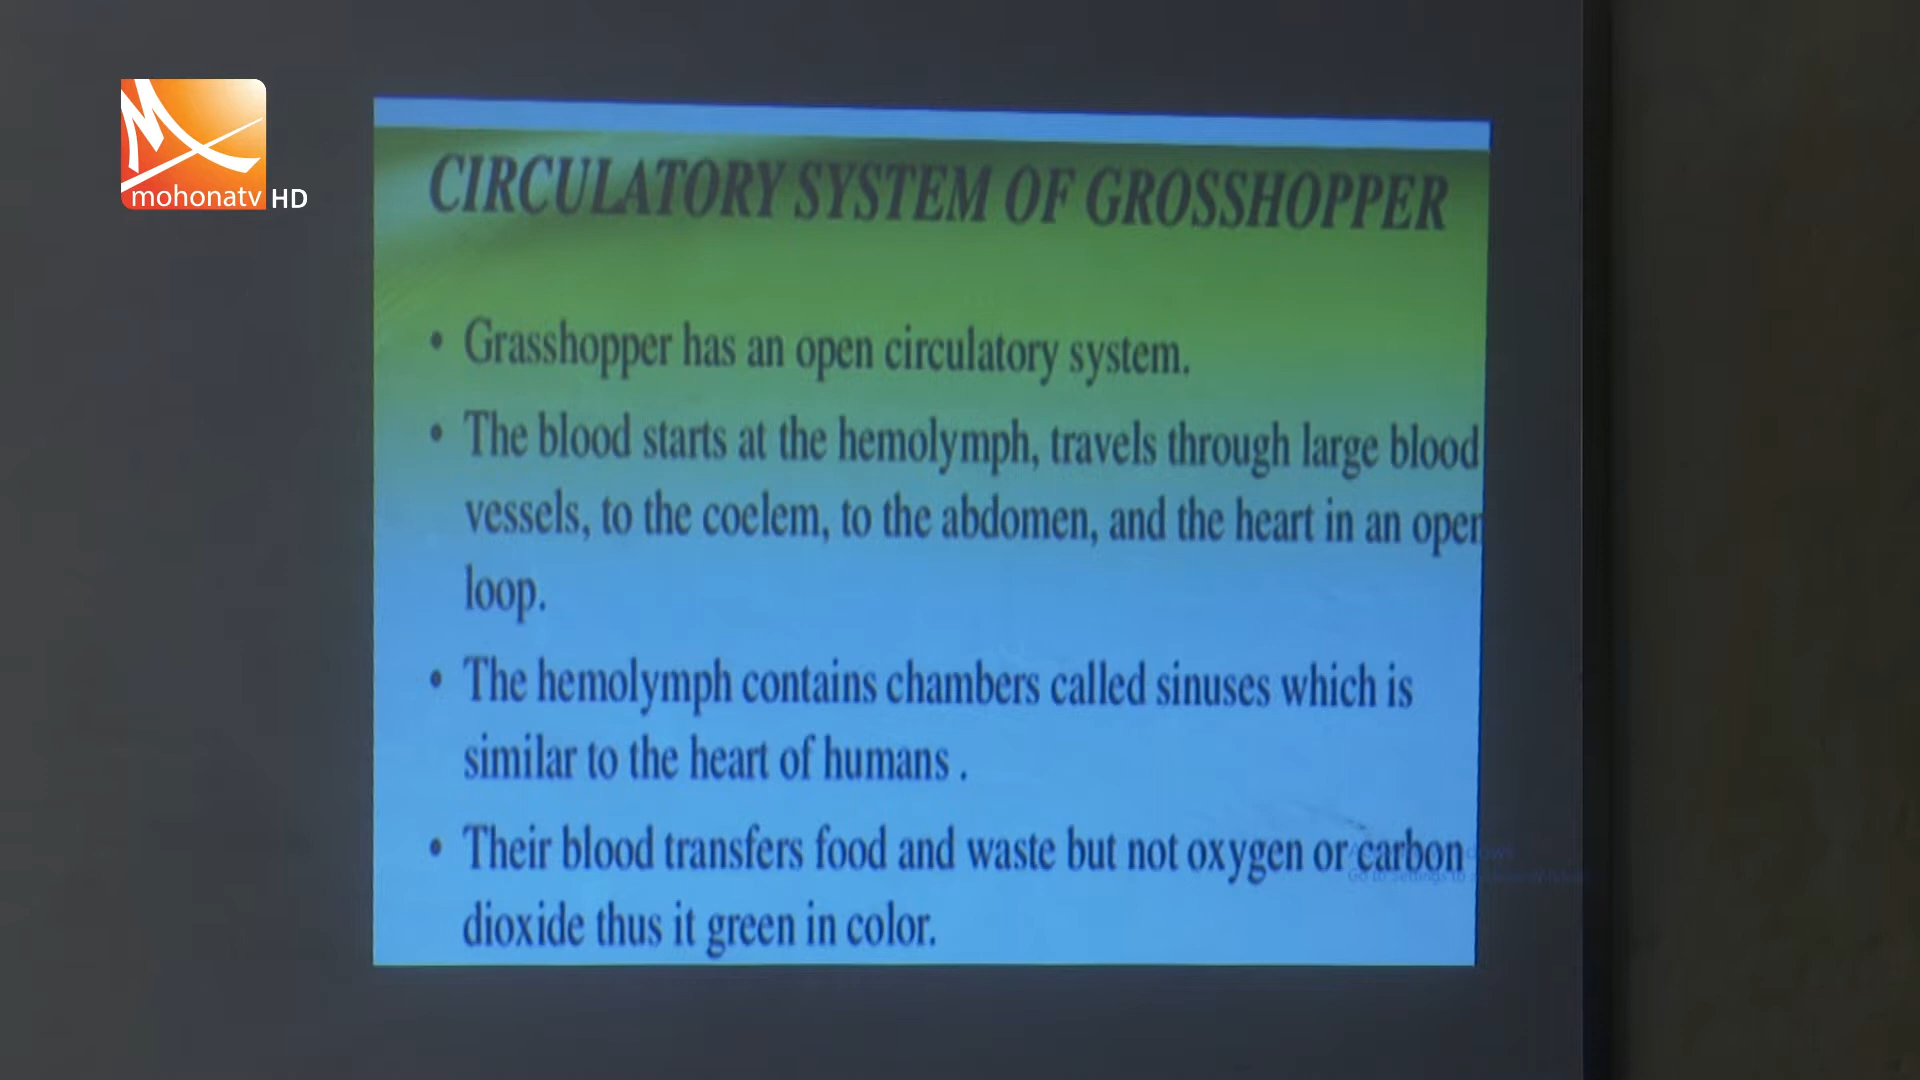 mohonatv HD
CIRCULATORY SYSTEM OF GROSSHOPPER
• Grasshopper has an open circulatory system.
• The blood starts at the hemolymph, travels through large blood
vessels, to the coelem, to the abdomen, and the heart in an open
loop.
• The hemolymph contains chambers called sinuses which is
similar to the heart of humans .
• Their blood transfers food and waste but not oxygen or carbon
dioxide thus it green in color.